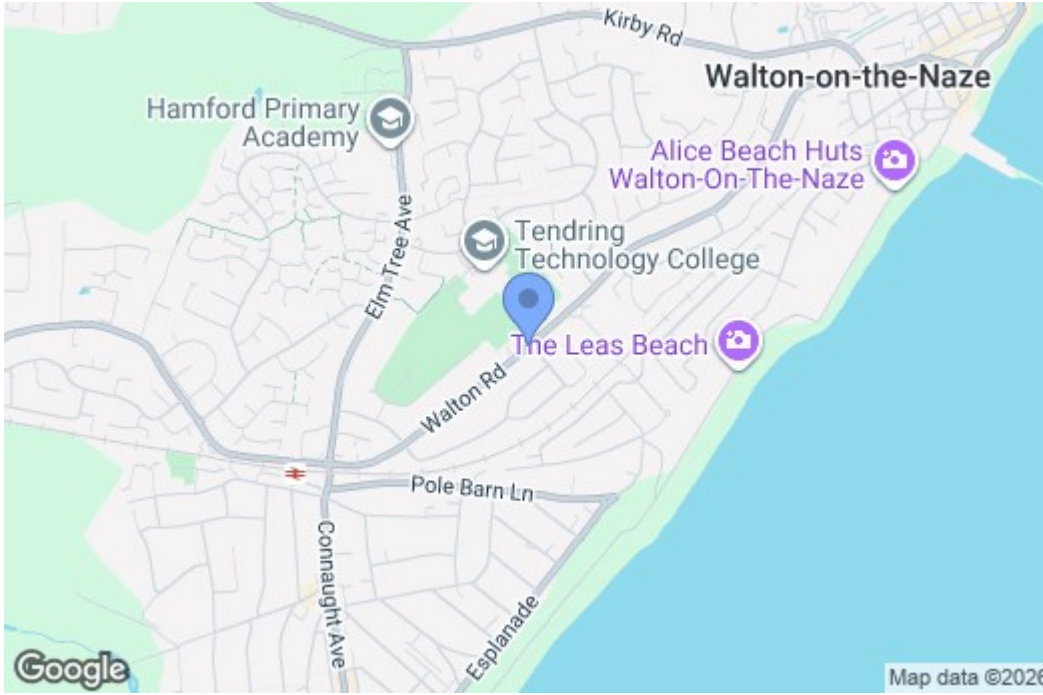 Kirby Rd
Walton-on-the-Naze
Hamford Primary
Academy
Alice Beach Huts
Walton-On-The-Naze
Elm Tree Ave
Tendring
Technology College
The Leas Beach
Walton Rd
Pole Barn Ln
Connaught Ave
Esplanade
Google
Map data ©2026